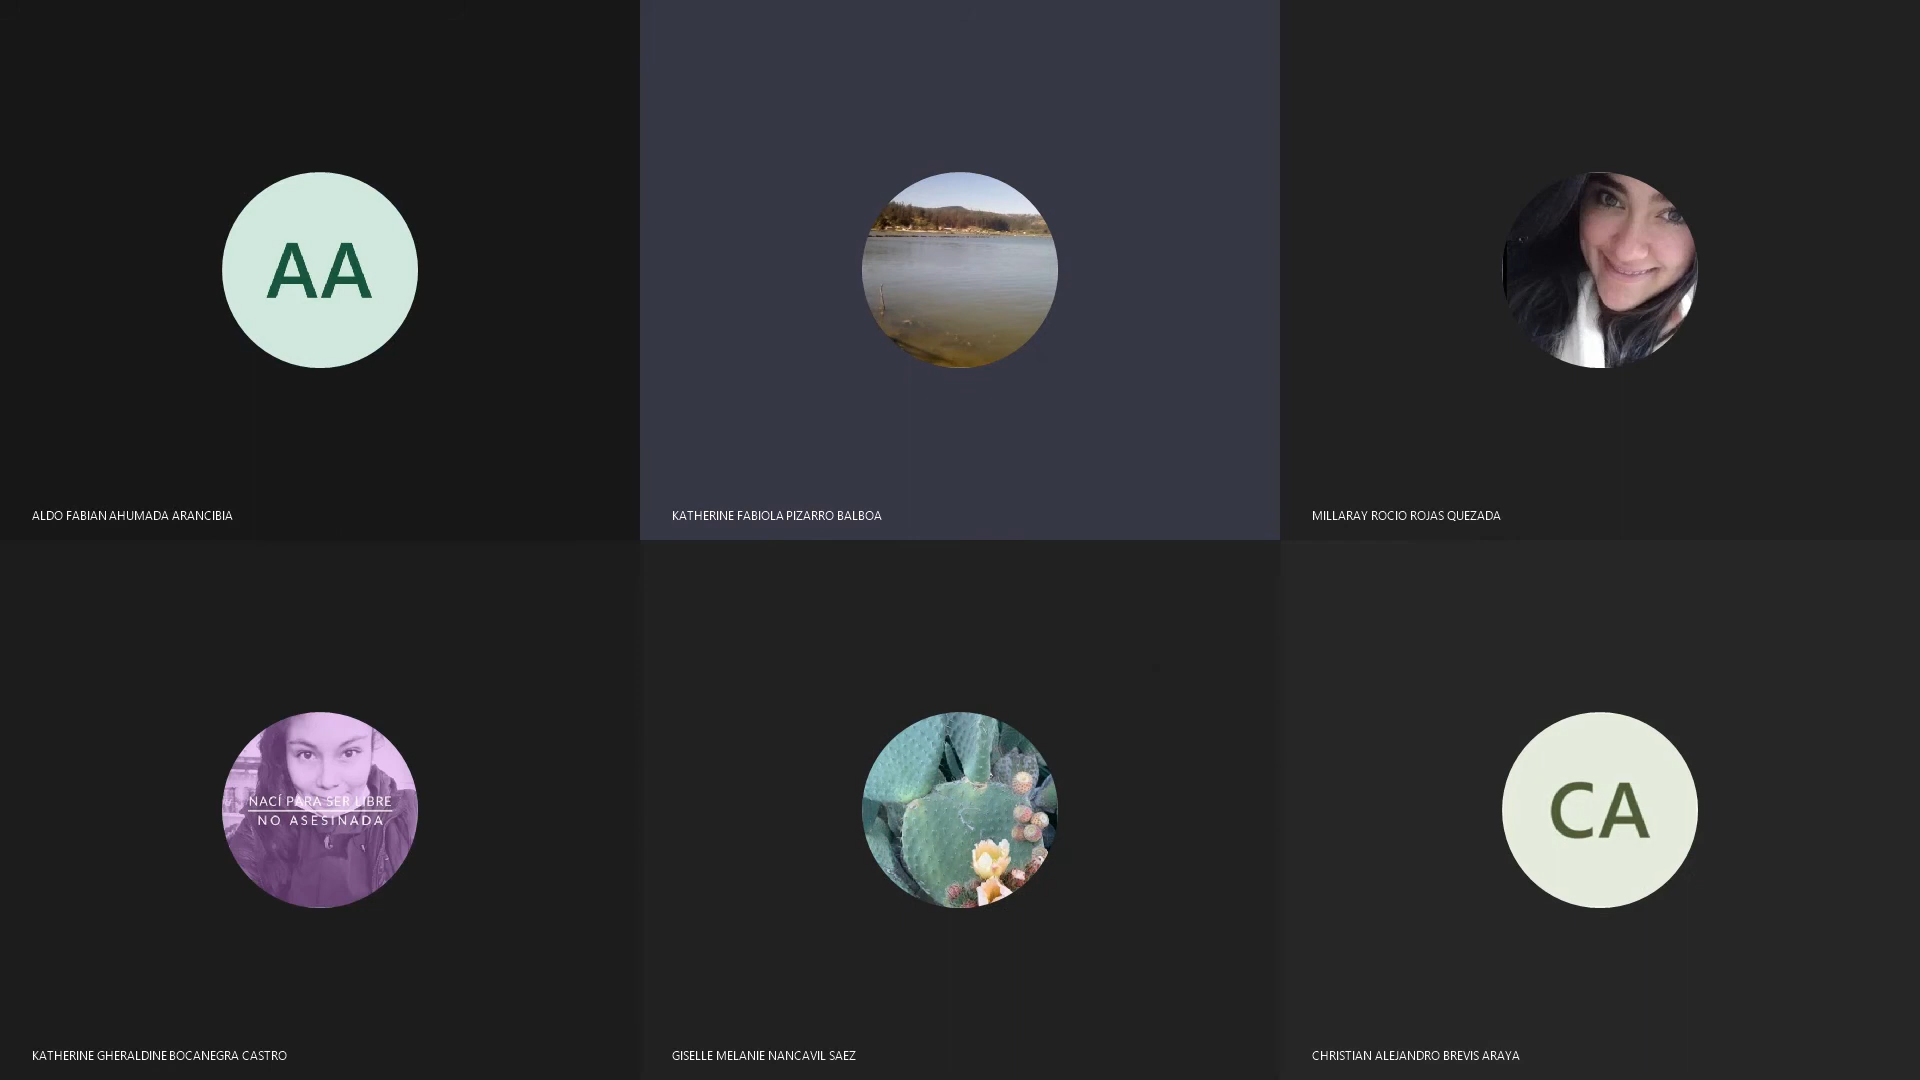 AA
ALDO FABIAN AHUMADA ARANCIBIA
KATHERINE FABIOLA PIZARRO BALBOA
MILLARAY ROCIO ROJAS QUEZADA
NACÍ PARA SER LIBRE
NO ASESINADA
KATHERINE GHERALDINE BOCANEGRA CASTRO
GISELLE MELANIE NANCAVIL SAEZ
CA
CHRISTIAN ALEJANDRO BREVIS ARAYA